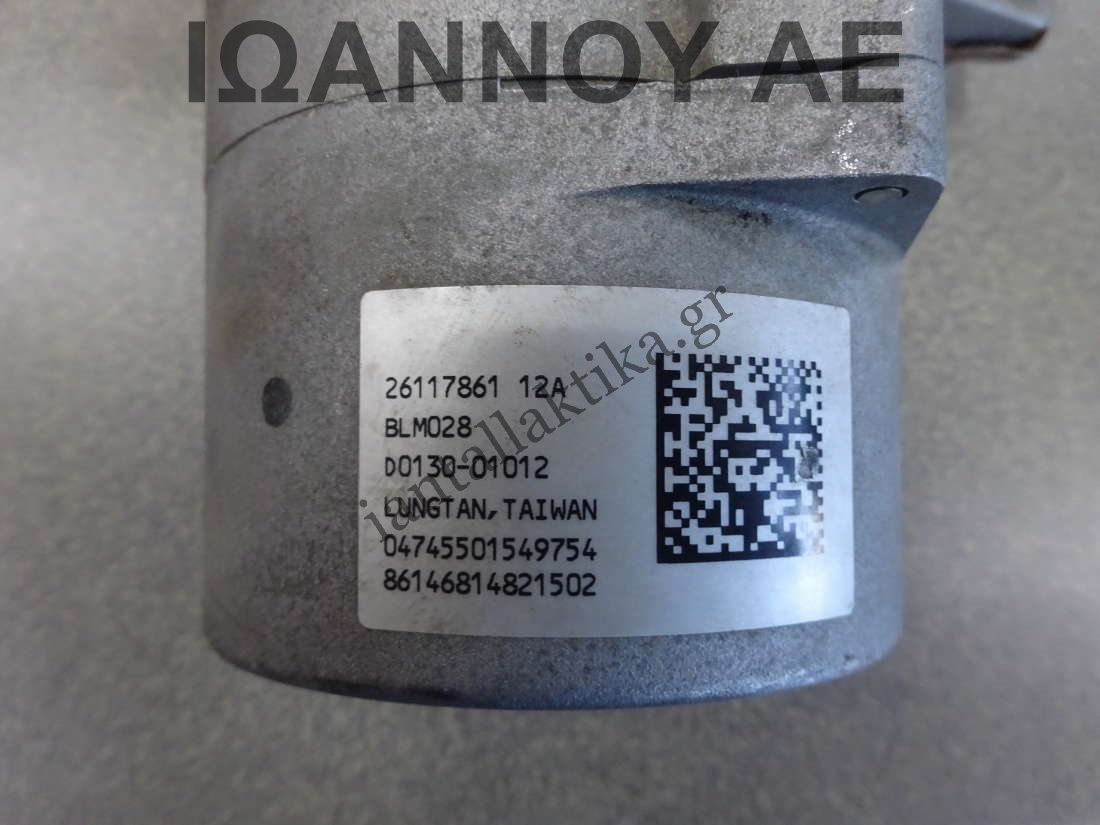 ΙΩΑΝΝΟΥ ΑΕ
iantallaktika.gr
26117861 12A
BLM028
D0130-01012
LUNGTAN, TAIWAN
04745501549754
86146814821502